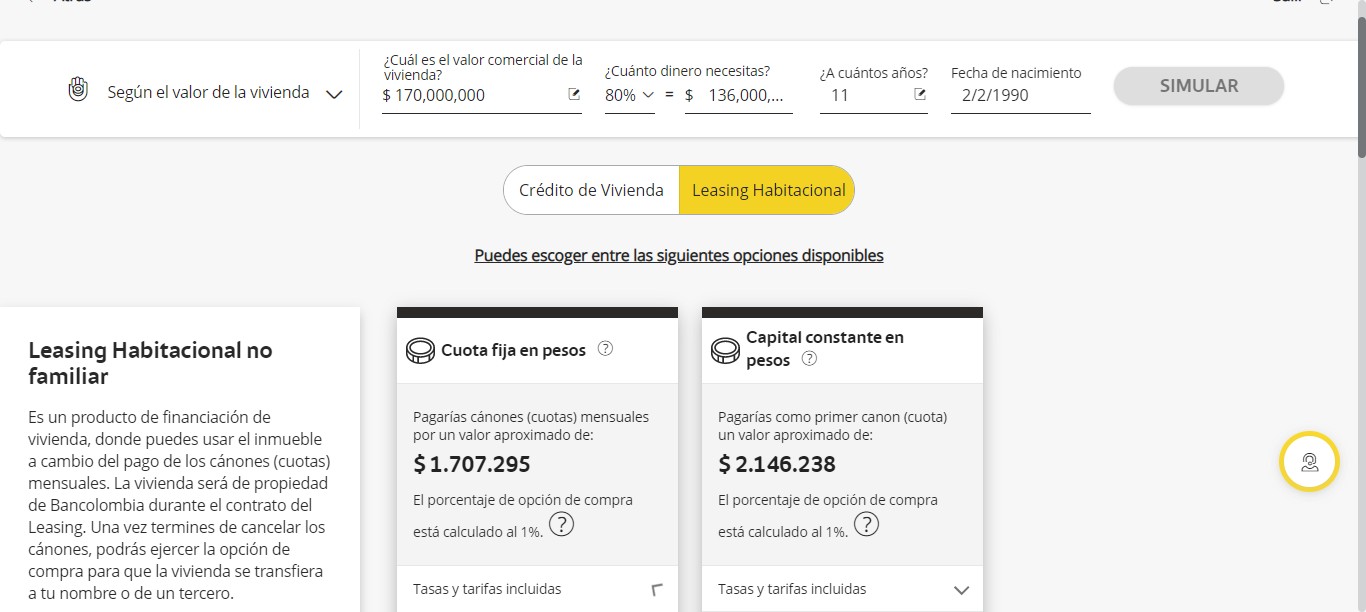 Atrás
Según el valor de la vivienda
¿Cuál es el valor comercial de la
vivienda?
$ 170,000,000
¿Cuánto dinero necesitas?
80% = $ 136,000,...
¿A cuántos años?
11
Fecha de nacimiento
2/2/1990
SIMULAR
Crédito de Vivienda
Leasing Habitacional
Puedes escoger entre las siguientes opciones disponibles
Leasing Habitacional no
familiar
Es un producto de financiación de
vivienda, donde puedes usar el inmueble
a cambio del pago de los cánones (cuotas)
mensuales. La vivienda será de propiedad
de Bancolombia durante el contrato del
Leasing. Una vez termines de cancelar los
cánones, podrás ejercer la opción de
compra para que la vivienda se transfiera
a tu nombre o de un tercero.
Cuota fija en pesos ?
Pagarías cánones (cuotas) mensuales
por un valor aproximado de:
$ 1.707.295
El porcentaje de opción de compra
está calculado al 1%. ?
Tasas y tarifas incluidas
Capital constante en
pesos ?
Pagarías como primer canon (cuota)
un valor aproximado de:
$ 2.146.238
El porcentaje de opción de compra
está calculado al 1%. ?
Tasas y tarifas incluidas